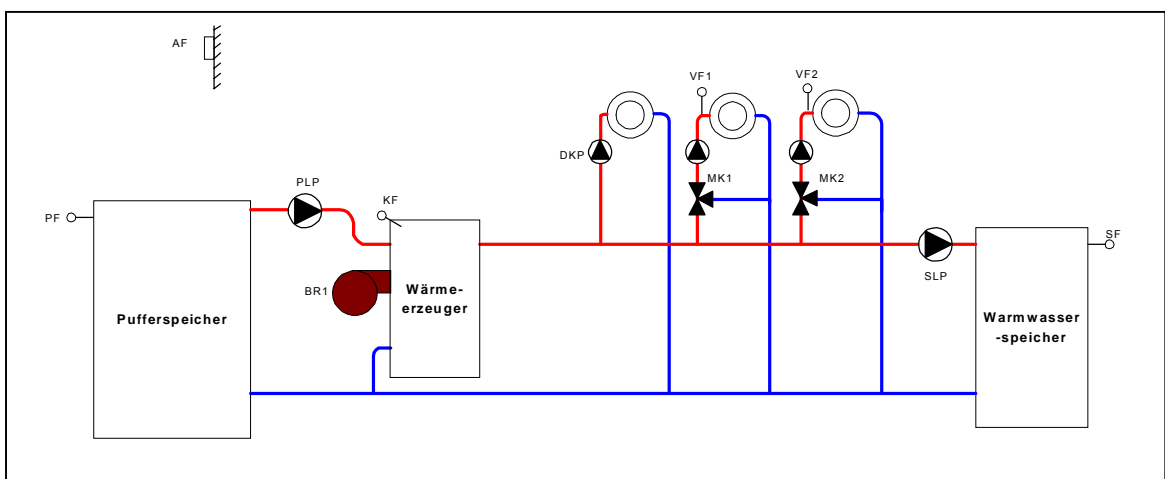 AF
VF1
VF2
DKP
PLP
MK1
MK2
KF
PF
SF
SLP
BR1
Wärme-
erzeuger
Pufferspeicher
Warmwasser
-speicher